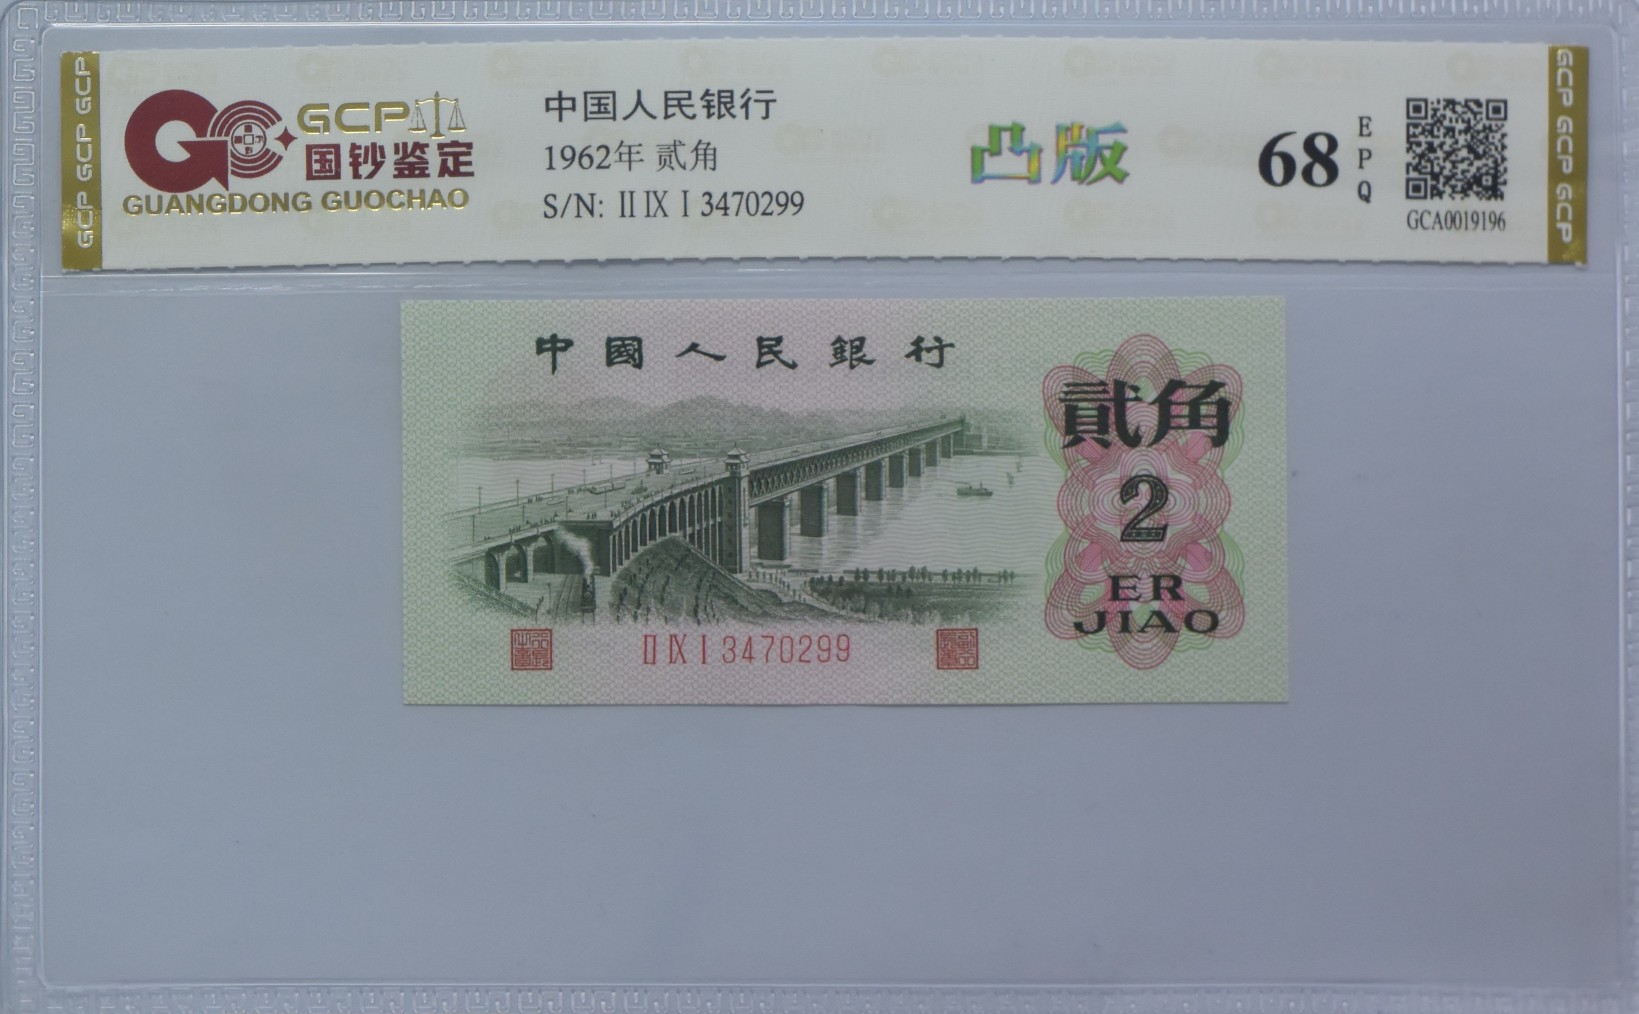 GCP GCP GCP
GCP
国钞鉴定
GUANGDONG GUOCHAO
中国人民银行
1962年 贰角
S/N: II IX I 3470299
凸版
68
EPQ
GCA0019196
GCP GCP GCP
中國人民銀行
貳角
2
ER
JIAO
II IX I 3470299